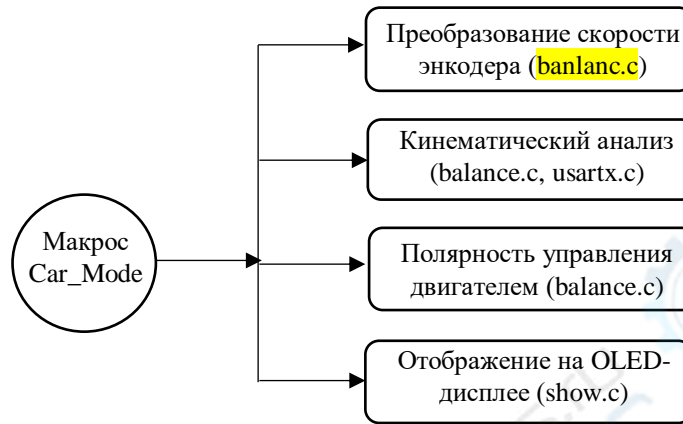 Преобразование скорости
энкодера (banlanc.c)
Кинематический анализ
(balance.c, usartx.c)
Макрос
Car_Mode
Полярность управления
двигателем (balance.c)
Отображение на OLED-
дисплее (show.c)